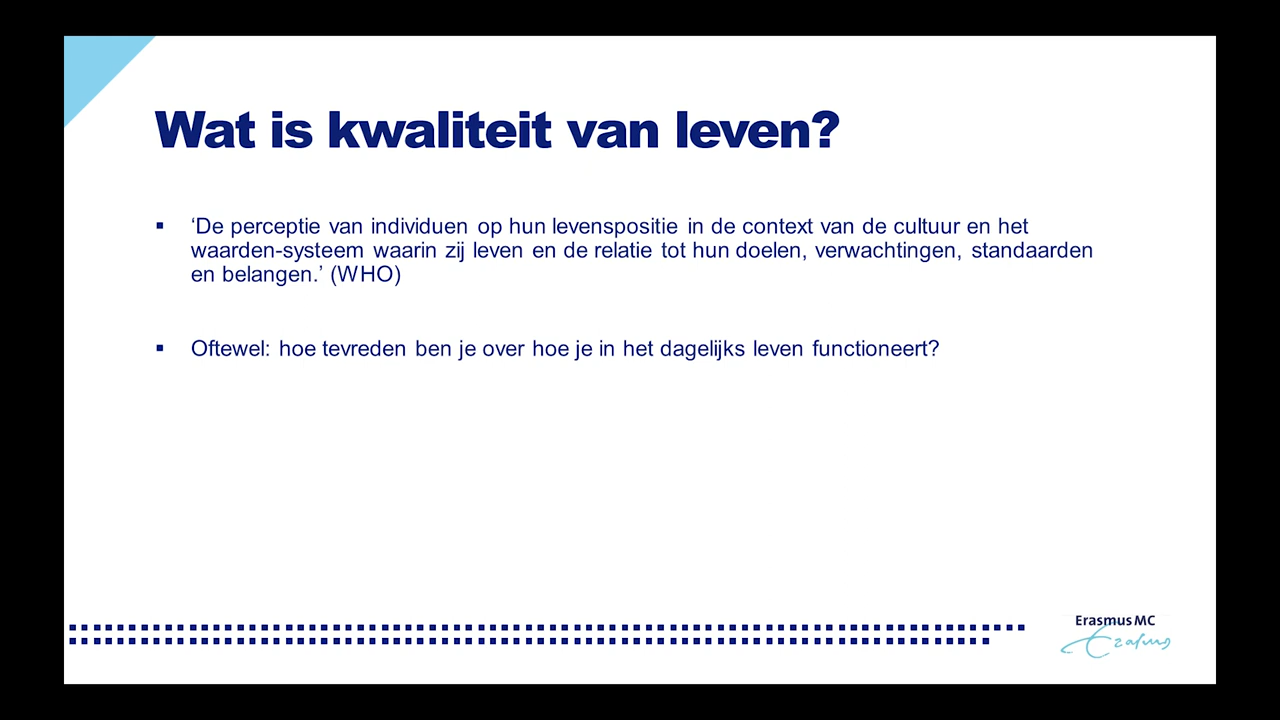 Wat is kwaliteit van leven?
▪ ‘De perceptie van individuen op hun levenspositie in de context van de cultuur en het
waarden-systeem waarin zij leven en de relatie tot hun doelen, verwachtingen, standaarden
en belangen.’ (WHO)
▪ Oftewel: hoe tevreden ben je over hoe je in het dagelijks leven functioneert?
Erasmus MC
Erasmus